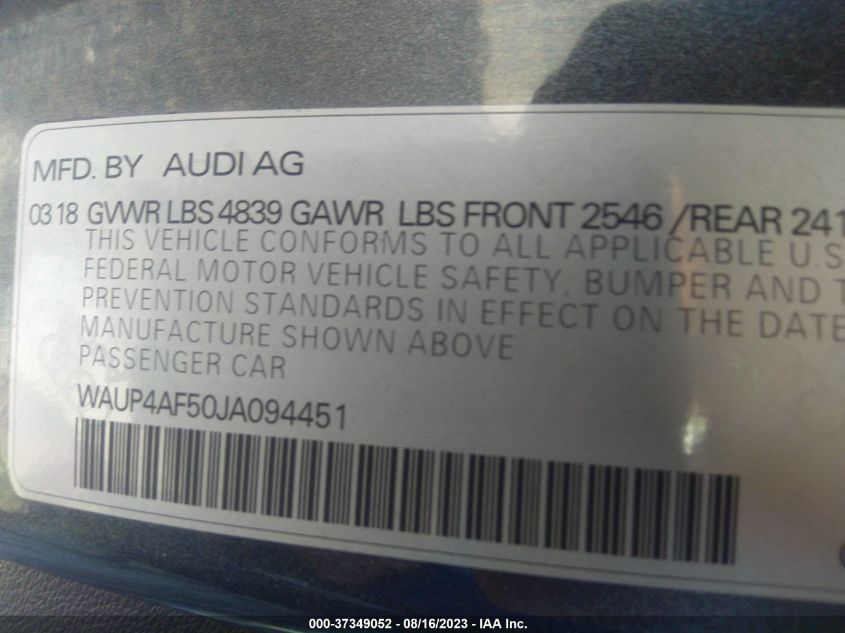 MFD. BY AUDI AG
0318 GVWR LBS 4839 GAWR LBS FRONT 2546 /REAR 241
THIS VEHICLE CONFORMS TO ALL APPLICABLE U.S
FEDERAL MOTOR VEHICLE SAFETY, BUMPER AND T
PREVENTION STANDARDS IN EFFECT ON THE DATE
MANUFACTURE SHOWN ABOVE
PASSENGER CAR
WAUP4AF50JA094451
000-37349052 - 08/16/2023 - IAA Inc.